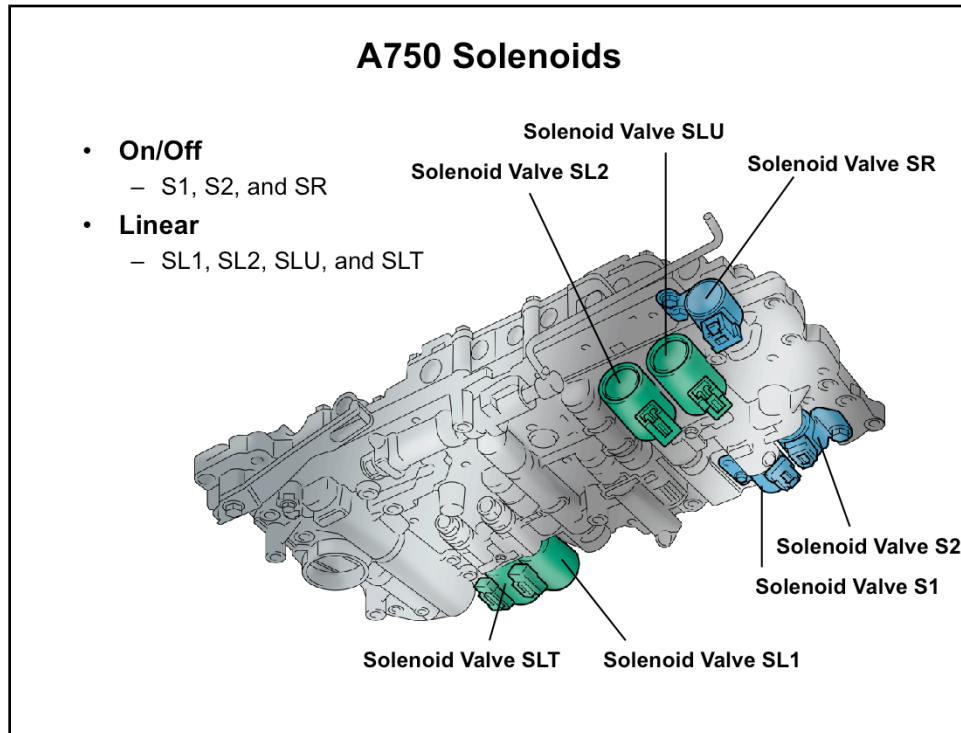 A750 Solenoids
• On/Off
– S1, S2, and SR
• Linear
– SL1, SL2, SLU, and SLT
Solenoid Valve SLU
Solenoid Valve SL2
Solenoid Valve SR
Solenoid Valve S2
Solenoid Valve S1
Solenoid Valve SLT
Solenoid Valve SL1